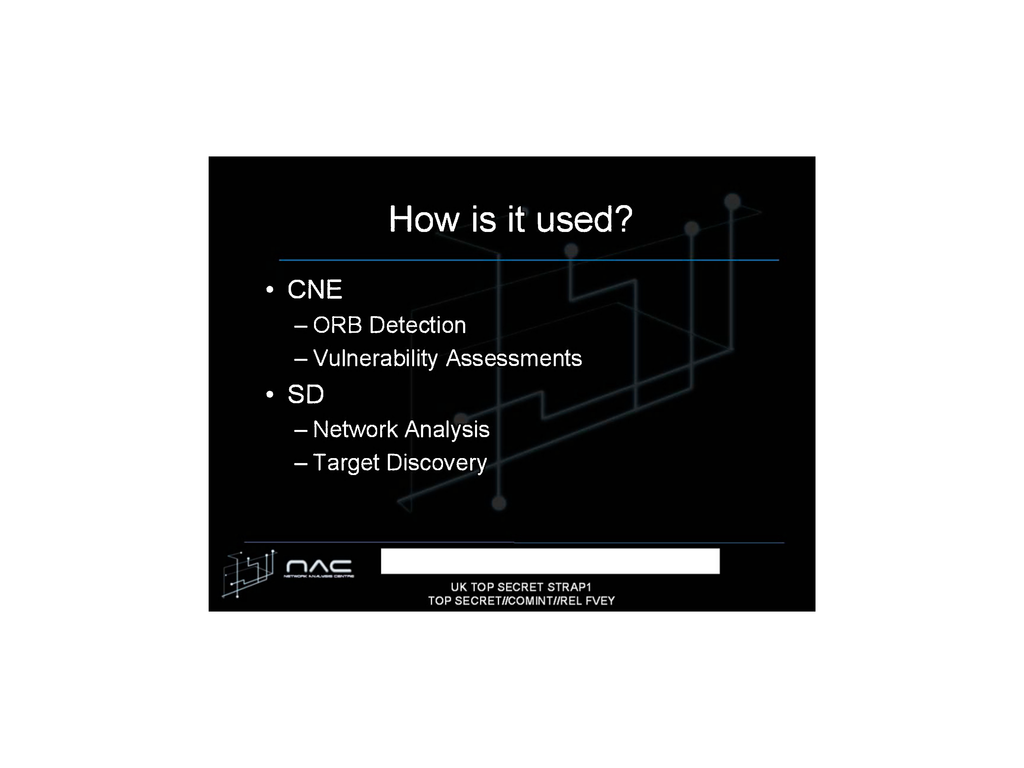 How is it used?
• CNE
– ORB Detection
– Vulnerability Assessments
• SD
– Network Analysis
– Target Discovery
NAC
NETWORK ANALYSIS CENTRE
UK TOP SECRET STRAP1
TOP SECRET//COMINT//REL FVEY